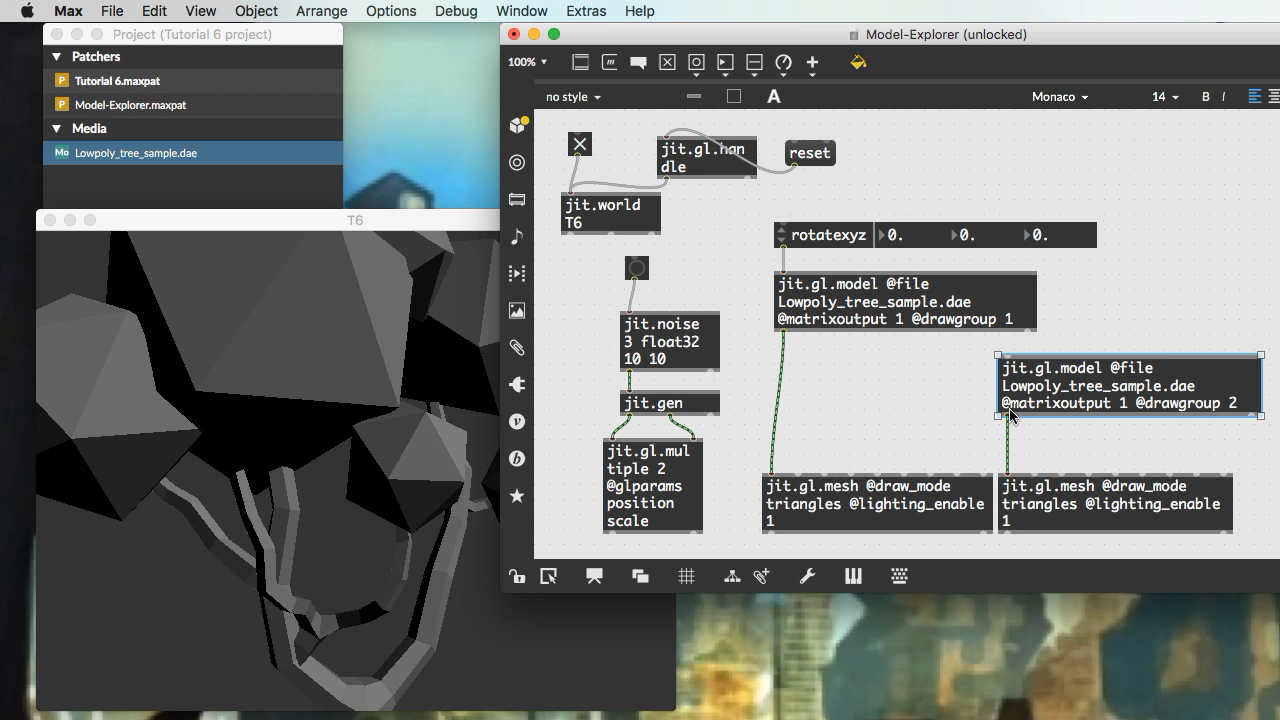 Max File Edit View Object Arrange Options Debug Window Extras Help
Project (Tutorial 6 project)
Patchers
P Tutorial 6.maxpat
P Model-Explorer.maxpat
Media
Mo Lowpoly_tree_sample.dae
T6
Model-Explorer (unlocked)
100%
no style
A
Monaco
14
B I
jit.gl.han
dle
reset
jit.world
T6
rotatexyz 0. 0. 0.
jit.gl.model @file
Lowpoly_tree_sample.dae
@matrixoutput 1 @drawgroup 1
jit.noise
3 float32
10 10
jit.gen
jit.gl.mul
tiple 2
@glparams
position
scale
jit.gl.model @file
Lowpoly_tree_sample.dae
@matrixoutput 1 @drawgroup 2
jit.gl.mesh @draw_mode
triangles @lighting_enable
1
jit.gl.mesh @draw_mode
triangles @lighting_enable
1